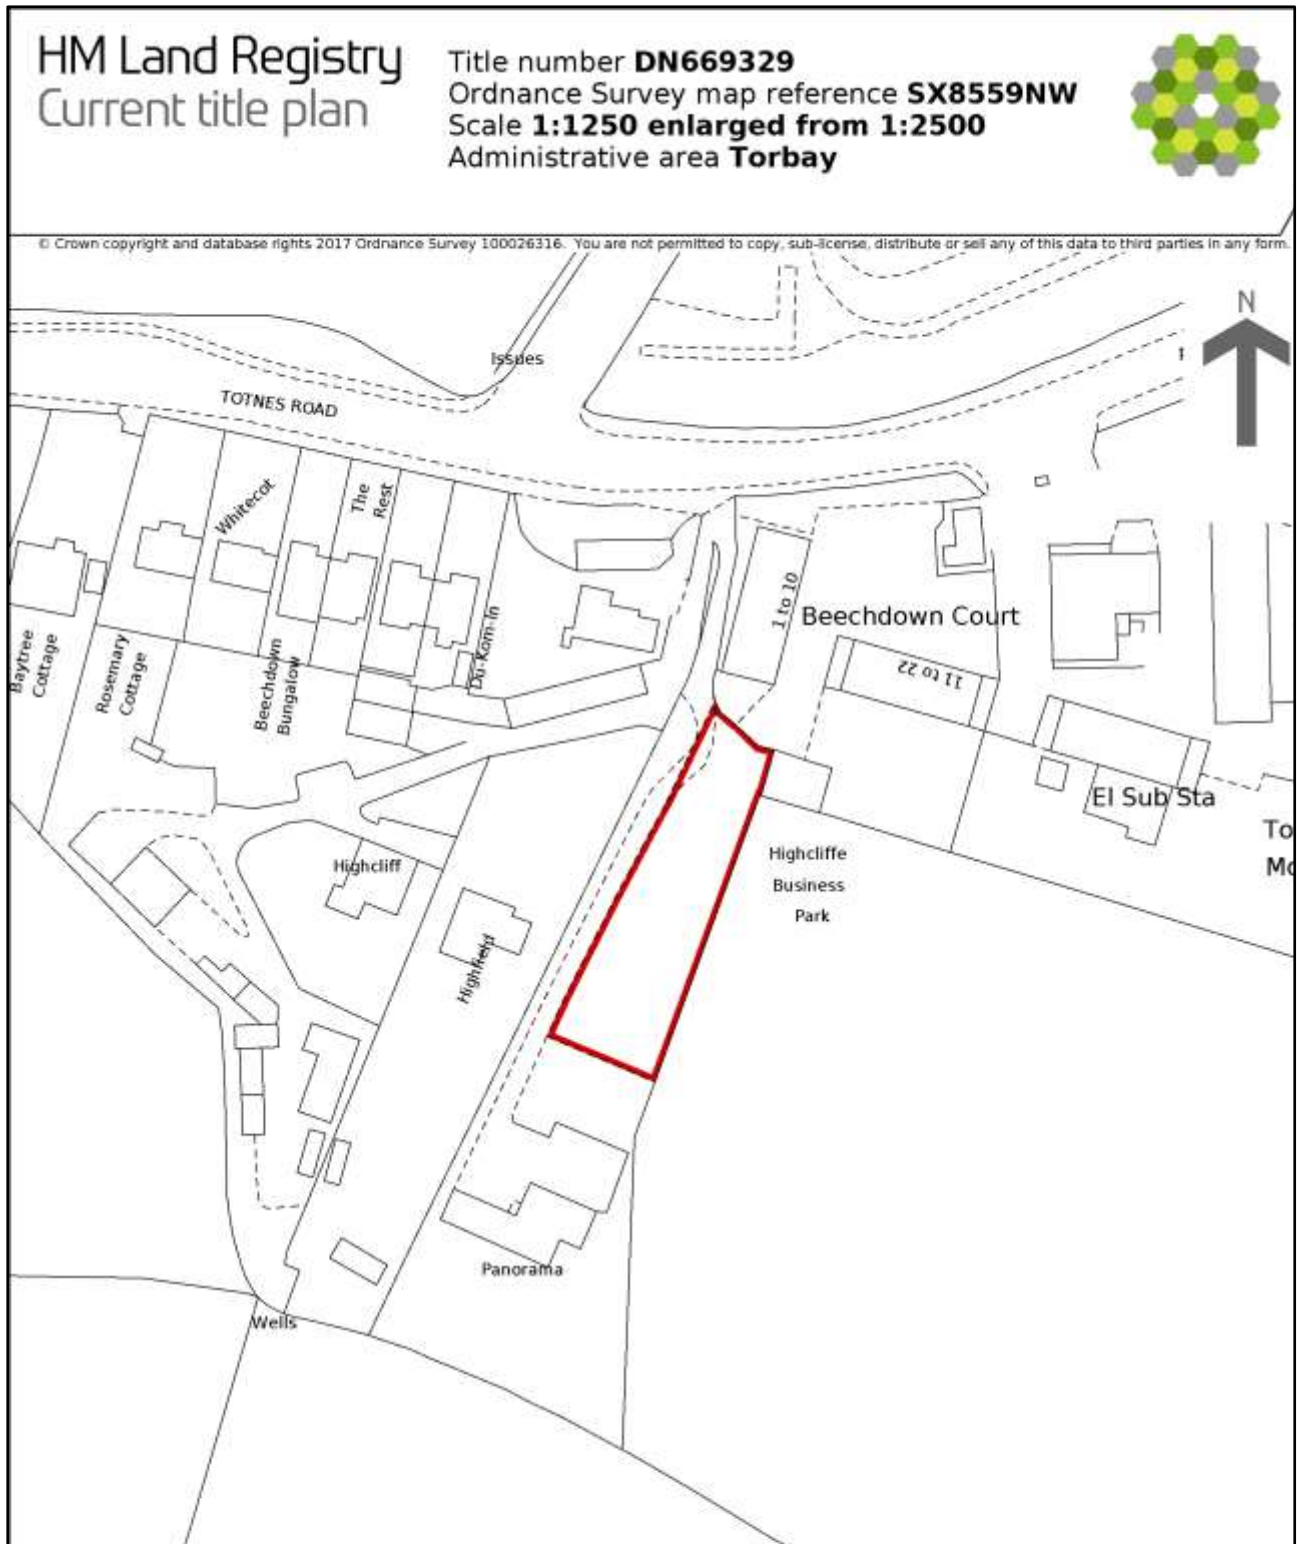 HM Land Registry
Current title plan
Title number DN669329
Ordnance Survey map reference SX8559NW
Scale 1:1250 enlarged from 1:2500
Administrative area Torbay
© Crown copyright and database rights 2017 Ordnance Survey 100026316. You are not permitted to copy, sub-license, distribute or sell any of this data to third parties in any form.
N
Issues
TOTNES ROAD
Whitecot
The
Rest
1 to 10
Beechdown Court
11 to 22
Du-Kom-In
Baytree
Cottage
Rosemary
Cottage
Beechdown
Bungalow
El Sub Sta
To
Mo
Highcliffe
Business
Park
Highcliff
Highfield
Panorama
Wells